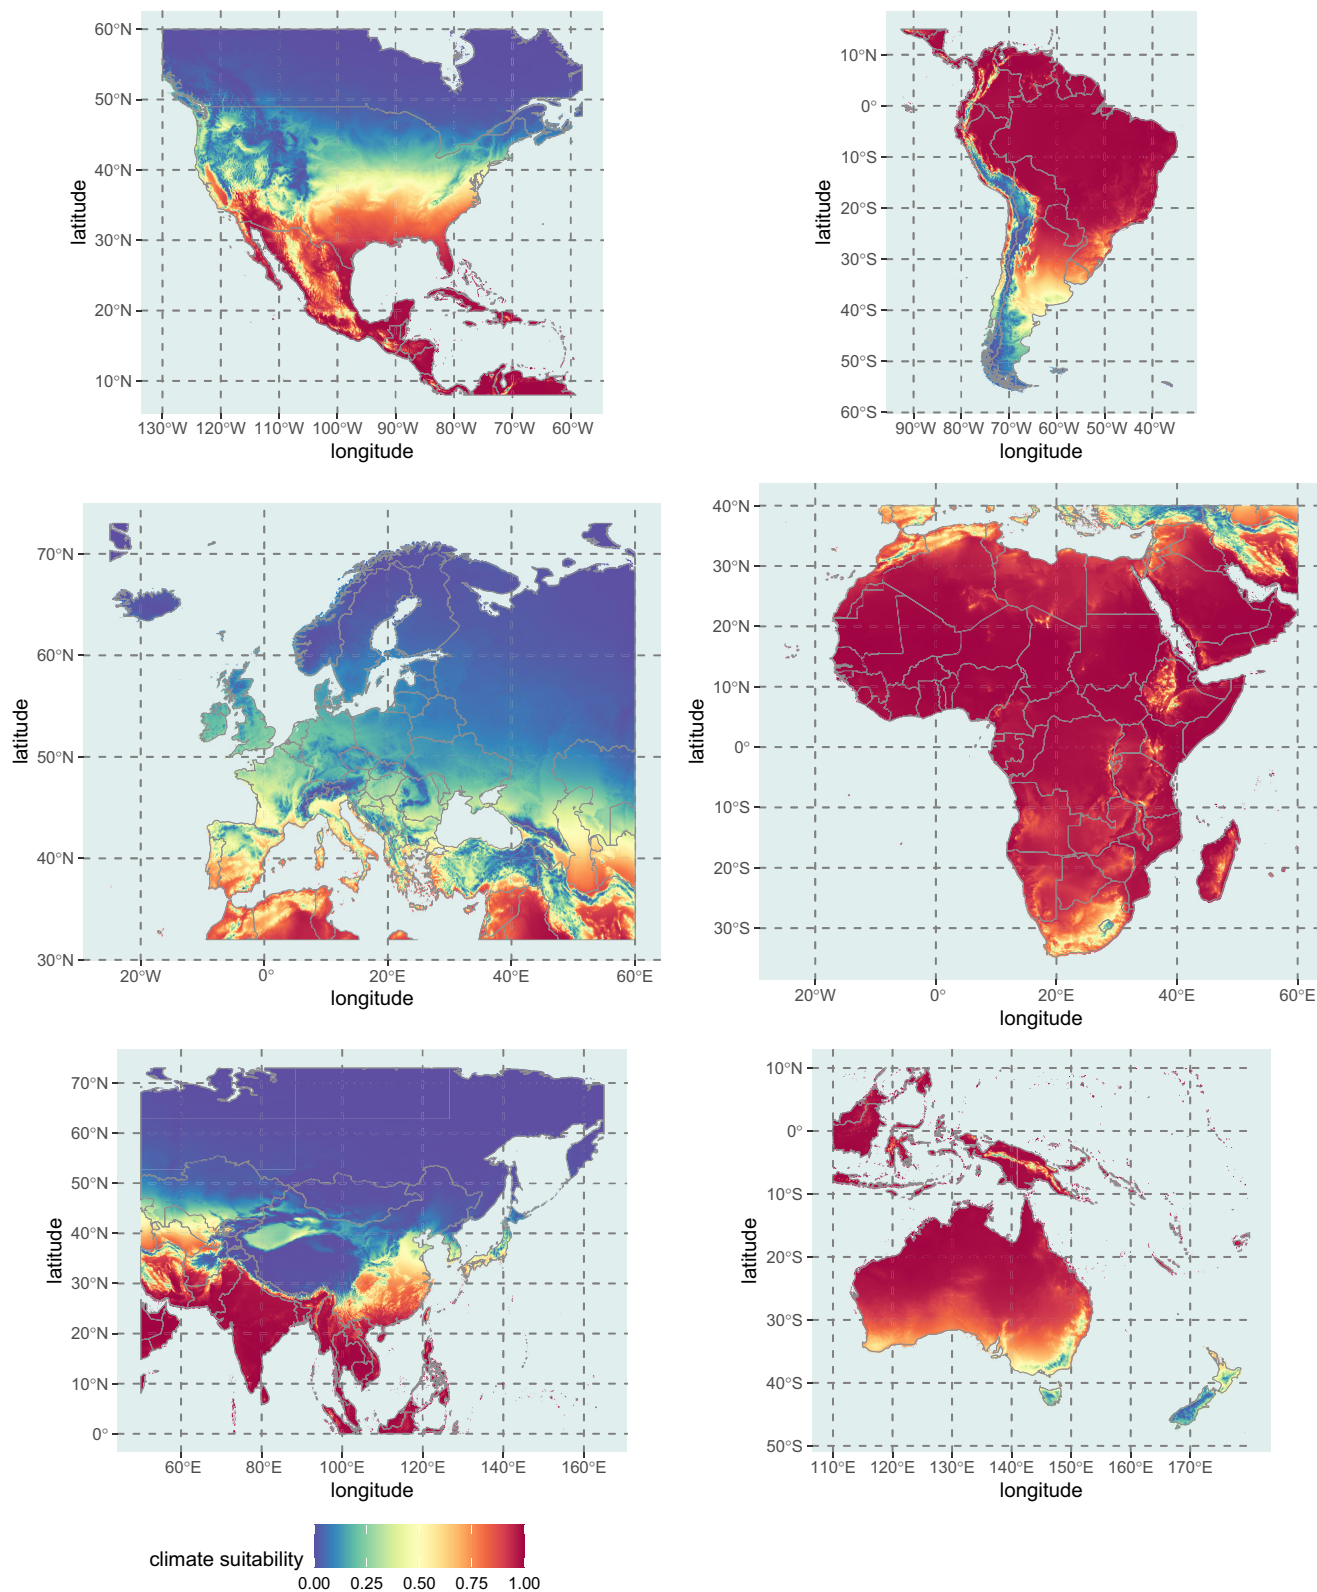 60°N
50°N
40°N
30°N
20°N
10°N
latitude
130°W 120°W 110°W 100°W 90°W 80°W 70°W 60°W
longitude
10°N
0°
10°S
20°S
30°S
40°S
50°S
60°S
latitude
90°W 80°W 70°W 60°W 50°W 40°W
longitude
70°N
60°N
50°N
40°N
30°N
latitude
20°W 0° 20°E 40°E 60°E
longitude
40°N
30°N
20°N
10°N
0°
10°S
20°S
30°S
latitude
20°W 0° 20°E 40°E 60°E
longitude
70°N
60°N
50°N
40°N
30°N
20°N
10°N
0°
latitude
60°E 80°E 100°E 120°E 140°E 160°E
longitude
10°N
0°
10°S
20°S
30°S
40°S
50°S
latitude
110°E 120°E 130°E 140°E 150°E 160°E 170°E
longitude
climate suitability
0.00 0.25 0.50 0.75 1.00